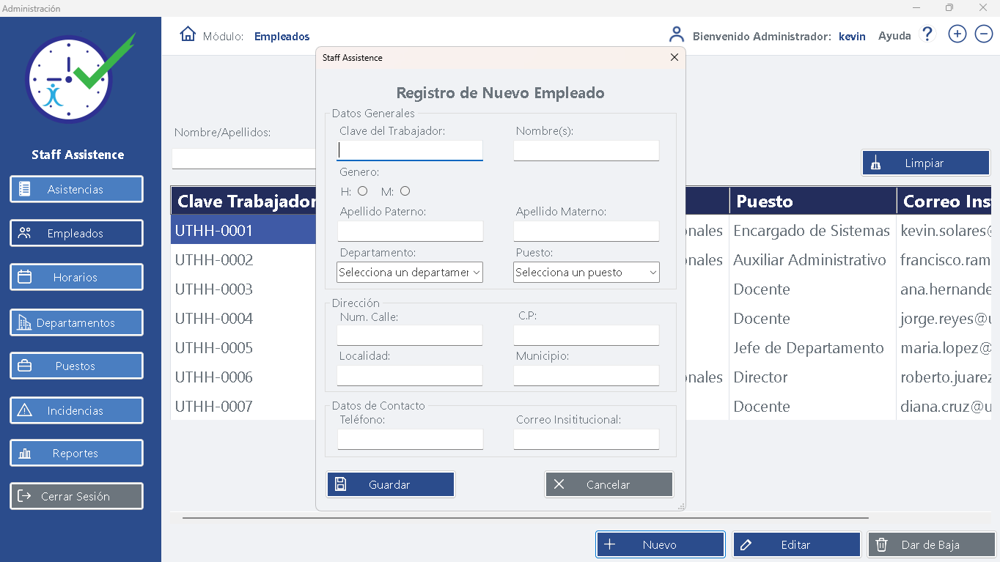 Administración
Módulo: Empleados
Bienvenido Administrador: kevin Ayuda ?
Staff Assistence
Asistencias
Empleados
Horarios
Departamentos
Puestos
Incidencias
Reportes
Cerrar Sesión
Nombre/Apellidos:
Limpiar
Clave Trabajador Puesto Correo Ins
UTHH-0001 onales Encargado de Sistemas kevin.solares@
UTHH-0002 onales Auxiliar Administrativo francisco.ram
UTHH-0003 Docente ana.hernande
UTHH-0004 Docente jorge.reyes@u
UTHH-0005 Jefe de Departamento maria.lopez@
UTHH-0006 onales Director roberto.juarez
UTHH-0007 Docente diana.cruz@u
Staff Assistence
Registro de Nuevo Empleado
Datos Generales
Clave del Trabajador: Nombre(s):
Genero:
H: M:
Apellido Paterno: Apellido Materno:
Departamento: Puesto:
Selecciona un departamer Selecciona un puesto
Dirección
Num. Calle: C.P:
Localidad: Municipio:
Datos de Contacto
Teléfono: Correo Insititucional:
Guardar Cancelar
Nuevo Editar Dar de Baja